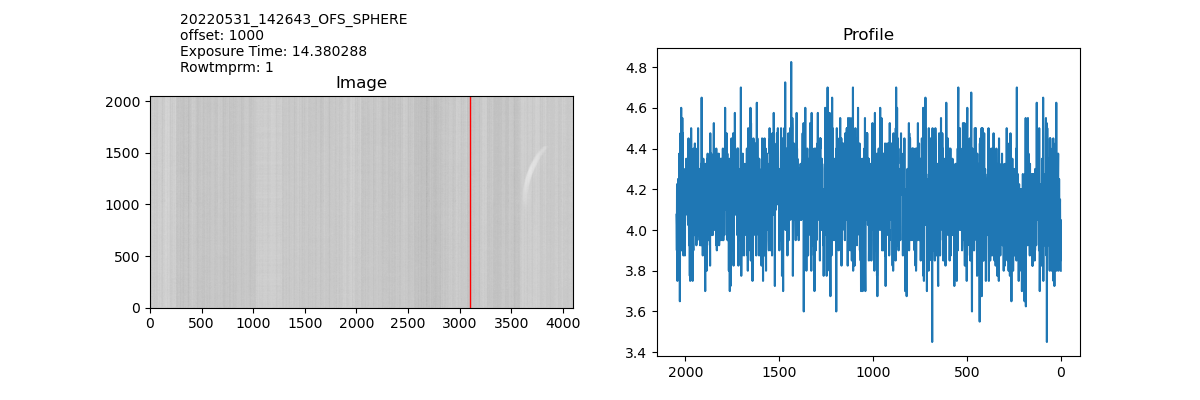 20220531_142643_OFS_SPHERE
offset: 1000
Exposure Time: 14.380288
Rowtmprm: 1
Image
2000
1500
1000
500
0
0 500 1000 1500 2000 2500 3000 3500 4000
Profile
4.8
4.6
4.4
4.2
4.0
3.8
3.6
3.4
2000 1500 1000 500 0